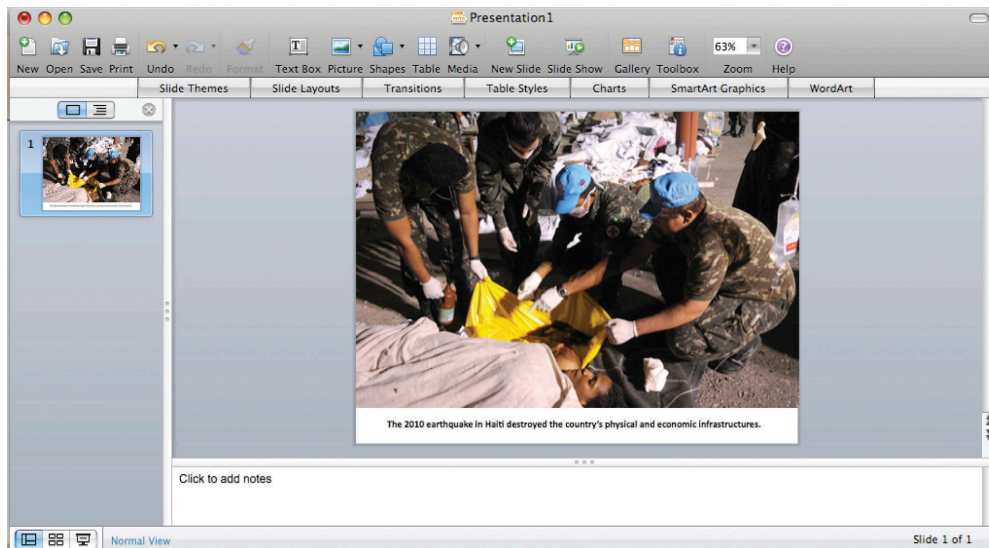 Presentation1
New Open Save Print Undo Redo Format Text Box Picture Shapes Table Media New Slide Slide Show Gallery Toolbox 63% Zoom Help
Slide Themes Slide Layouts Transitions Table Styles Charts SmartArt Graphics WordArt
1
The 2010 earthquake in Haiti destroyed the country's physical and economic infrastructures.
Click to add notes
Normal View Slide 1 of 1